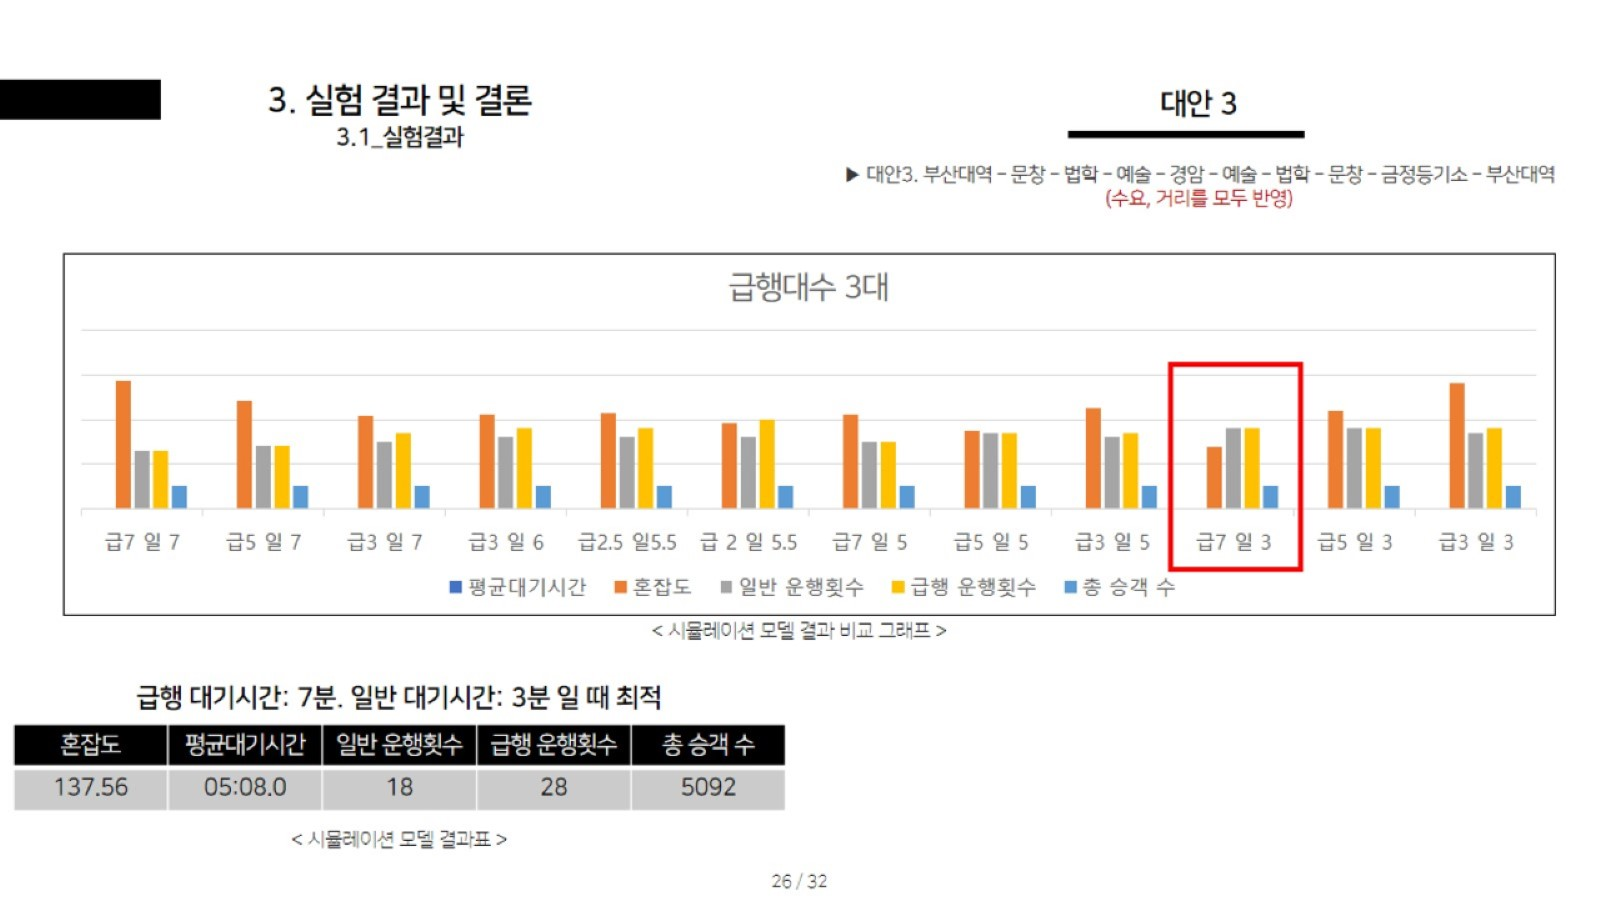 3. 실험 결과 및 결론
3.1_실험결과
대안 3
▶ 대안3. 부산대역 – 문창 – 법학 – 예술 – 경암 – 예술 – 법학 – 문창 – 금정등기소 – 부산대역
(수요, 거리를 모두 반영)
급행대수 3대
급7 일 7 급5 일 7 급3 일 7 급3 일 6 급2.5 일5.5 급 2 일 5.5 급7 일 5 급5 일 5 급3 일 5 급7 일 3 급5 일 3 급3 일 3
평균대기시간 혼잡도 일반 운행횟수 급행 운행횟수 총 승객 수
< 시뮬레이션 모델 결과 비교 그래프 >
급행 대기시간: 7분. 일반 대기시간: 3분 일 때 최적
혼잡도 평균대기시간 일반 운행횟수 급행 운행횟수 총 승객 수
137.56 05:08.0 18 28 5092
< 시뮬레이션 모델 결과표 >
26 / 32